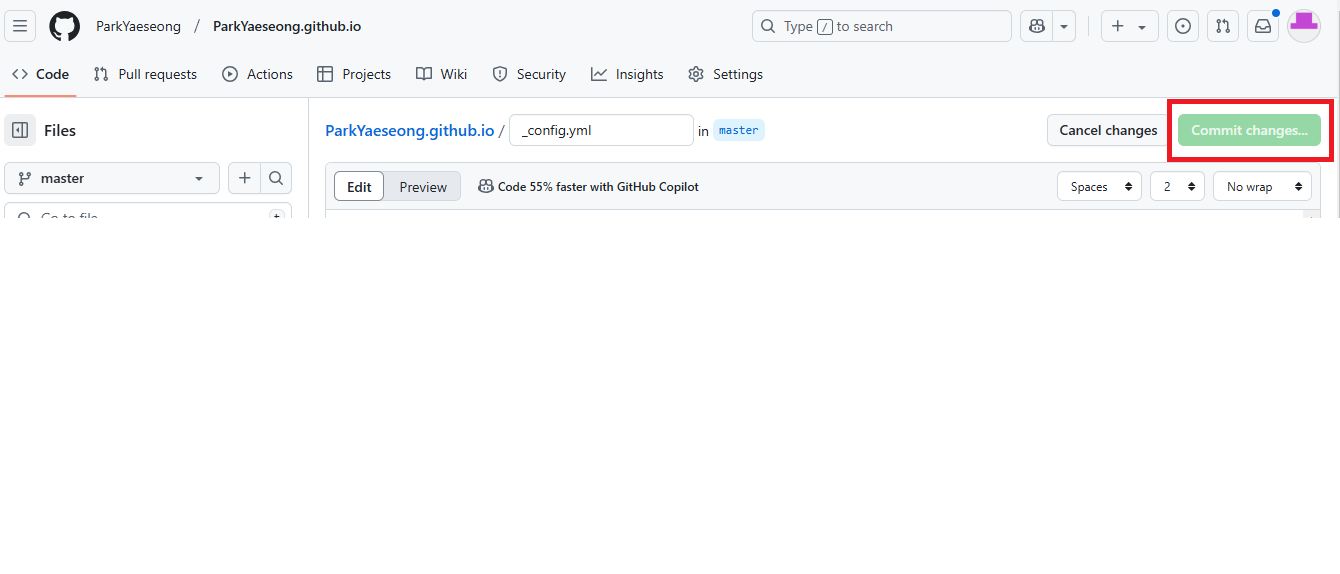 ParkYaeseong / ParkYaeseong.github.io
Type / to search
Code Pull requests Actions Projects Wiki Security Insights Settings
Files
ParkYaeseong.github.io / _config.yml in master
Cancel changes Commit changes...
master
Edit Preview Code 55% faster with GitHub Copilot
Spaces 2 No wrap
Go to file t